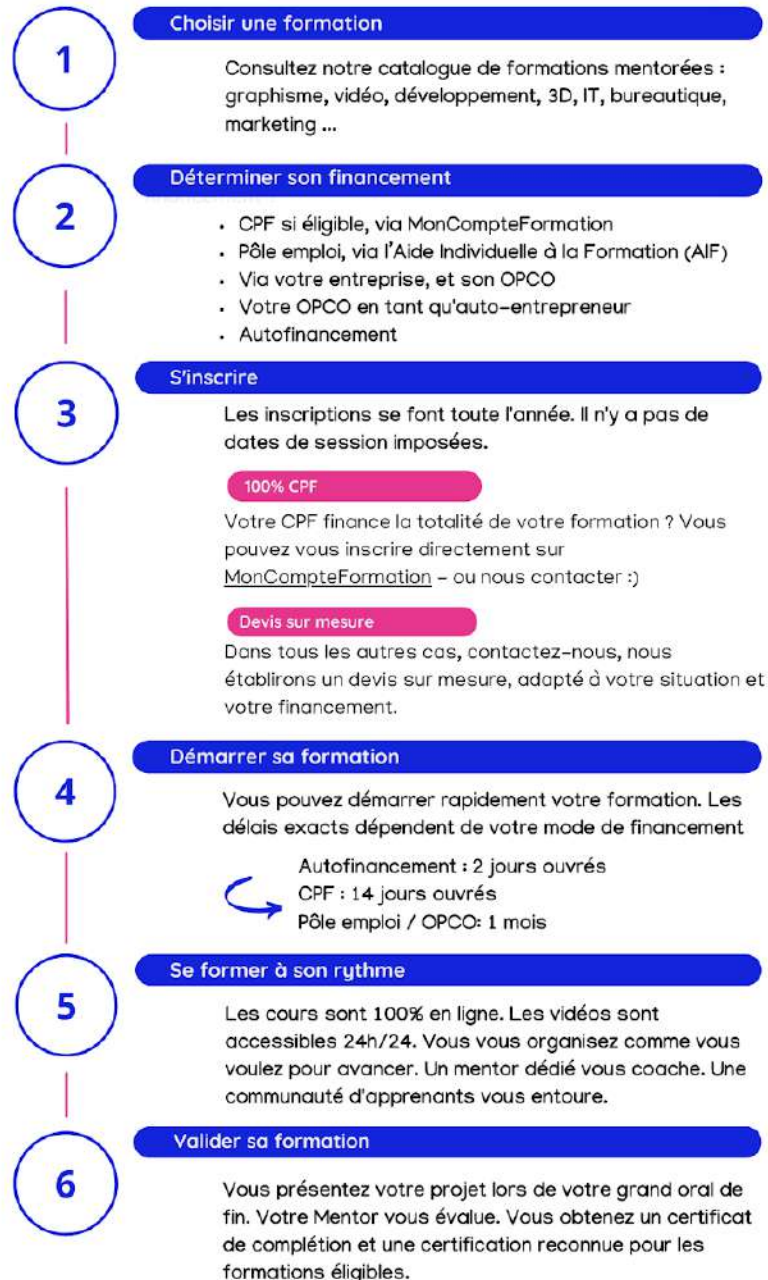 1
Choisir une formation
Consultez notre catalogue de formations mentorées :
graphisme, vidéo, développement, 3D, IT, bureautique,
marketing ...
2
Déterminer son financement
• CPF si éligible, via MonCompteFormation
• Pôle emploi, via l'Aide Individuelle à la Formation (AIF)
• Via votre entreprise, et son OPCO
• Votre OPCO en tant qu'auto-entrepreneur
• Autofinancement
3
S'inscrire
Les inscriptions se font toute l'année. Il n'y a pas de
dates de session imposées.
100% CPF
Votre CPF finance la totalité de votre formation ? Vous
pouvez vous inscrire directement sur
MonCompteFormation - ou nous contacter :)
Devis sur mesure
Dans tous les autres cas, contactez-nous, nous
établirons un devis sur mesure, adapté à votre situation et
votre financement.
4
Démarrer sa formation
Vous pouvez démarrer rapidement votre formation. Les
délais exacts dépendent de votre mode de financement
Autofinancement : 2 jours ouvrés
CPF : 14 jours ouvrés
Pôle emploi / OPCO: 1 mois
5
Se former à son rythme
Les cours sont 100% en ligne. Les vidéos sont
accessibles 24h/24. Vous vous organisez comme vous
voulez pour avancer. Un mentor dédié vous coache. Une
communauté d'apprenants vous entoure.
6
Valider sa formation
Vous présentez votre projet lors de votre grand oral de
fin. Votre Mentor vous évalue. Vous obtenez un certificat
de complétion et une certification reconnue pour les
formations éligibles.